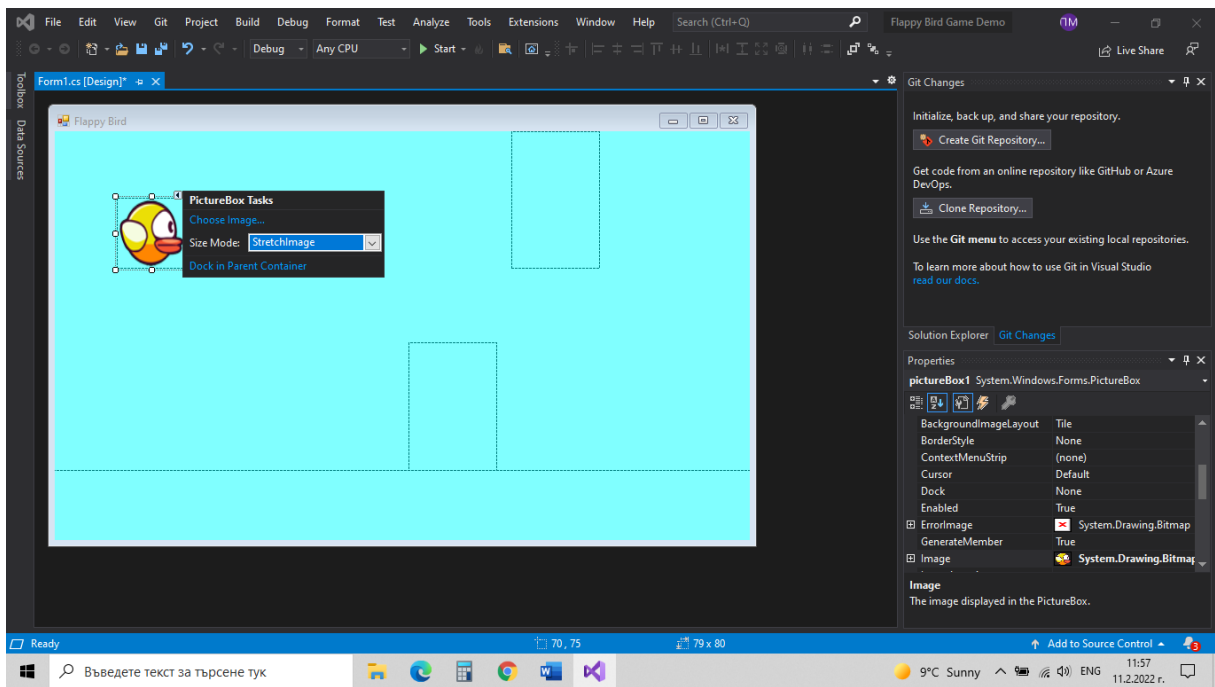 File Edit View Git Project Build Debug Format Test Analyze Tools Extensions Window Help Search (Ctrl+Q) Flappy Bird Game Demo ПМ
Debug Any CPU Start Live Share
Toolbox
Data Sources
Form1.cs [Design]*
Flappy Bird
PictureBox Tasks
Choose Image...
Size Mode: StretchImage
Dock in Parent Container
Git Changes
Initialize, back up, and share your repository.
Create Git Repository...
Get code from an online repository like GitHub or Azure
DevOps.
Clone Repository...
Use the Git menu to access your existing local repositories.
To learn more about how to use Git in Visual Studio
read our docs.
Solution Explorer Git Changes
Properties
pictureBox1 System.Windows.Forms.PictureBox
BackgroundImageLayout Tile
BorderStyle None
ContextMenuStrip (none)
Cursor Default
Dock None
Enabled True
ErrorImage System.Drawing.Bitmap
GenerateMember True
Image System.Drawing.Bitmap
Image
The image displayed in the PictureBox.
Ready 70 , 75 79 x 80 Add to Source Control 3
Въведете текст за търсене тук 9°C Sunny ENG 11:57
11.2.2022 г.